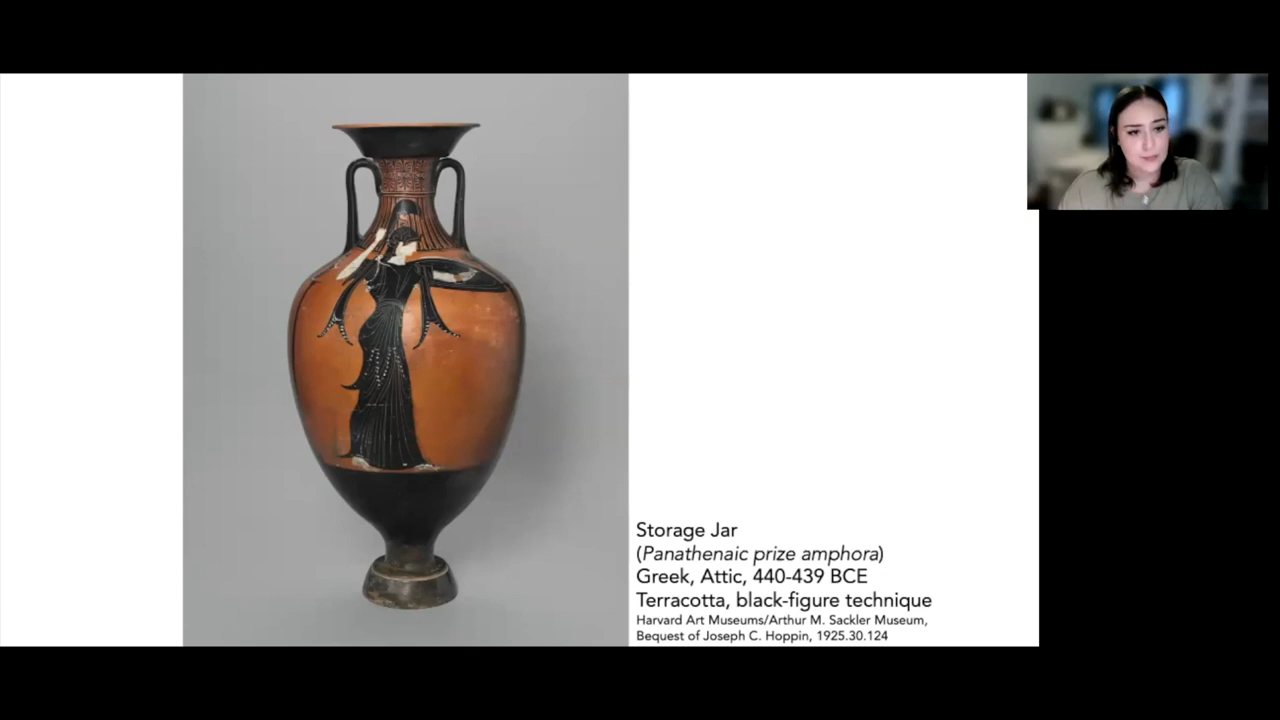 Storage Jar
(Panathenaic prize amphora)
Greek, Attic, 440-439 BCE
Terracotta, black-figure technique
Harvard Art Museums/Arthur M. Sackler Museum,
Bequest of Joseph C. Hoppin, 1925.30.124